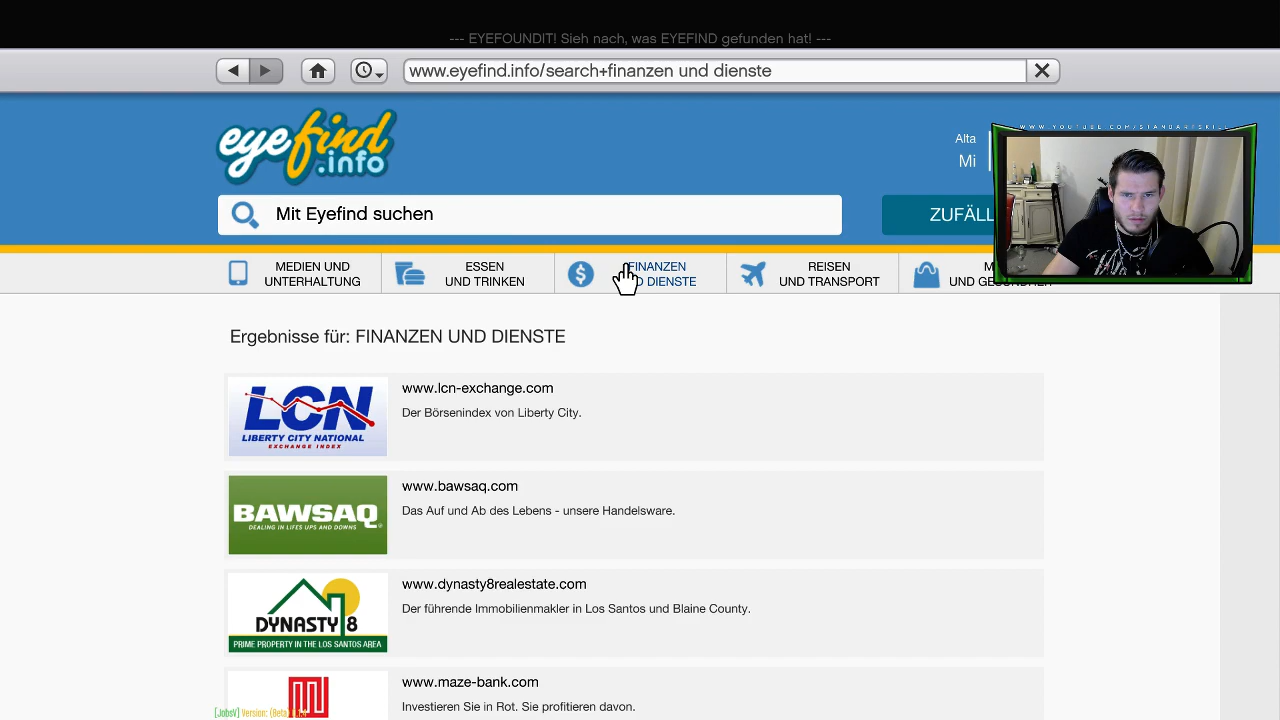 --- EYEFOUNDIT! Sieh nach, was EYEFIND gefunden hat! ---
www.eyefind.info/search+finanzen und dienste
eyefind
.info
Alta
Mi
Mit Eyefind suchen
ZUFÄLL
MEDIEN UND
UNTERHALTUNG
ESSEN
UND TRINKEN
FINANZEN
DIENSTE
REISEN
UND TRANSPORT
M
UND
Ergebnisse für: FINANZEN UND DIENSTE
LCN
LIBERTY CITY NATIONAL
EXCHANGE INDEX
www.lcn-exchange.com
Der Börsenindex von Liberty City.
BAWSAQ
DEALING IN LIFES UPS AND DOWNS
www.bawsaq.com
Das Auf und Ab des Lebens - unsere Handelsware.
DYNASTY 8
PRIME PROPERTY IN THE LOS SANTOS AREA
www.dynasty8realestate.com
Der führende Immobilienmakler in Los Santos und Blaine County.
www.maze-bank.com
Investieren Sie in Rot. Sie profitieren davon.
[JobsV] Version: (Beta)